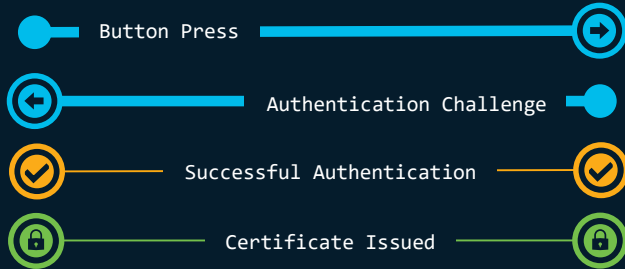 Button Press
Authentication Challenge
Successful Authentication
Certificate Issued